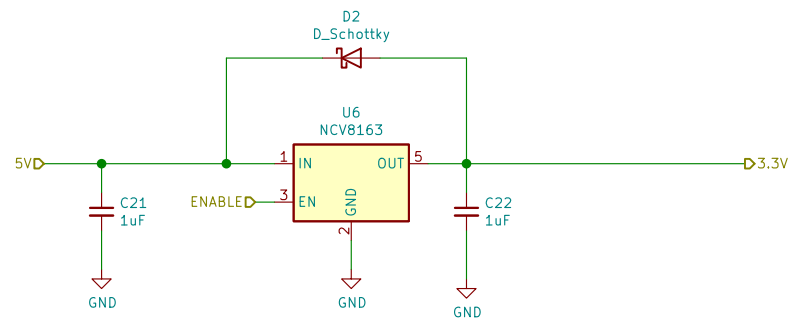 D2
D_Schottky
U6
NCV8163
5V
1
IN
OUT
5
3.3V
ENABLE
3
EN
GND
2
C21
1uF
C22
1uF
GND
GND
GND